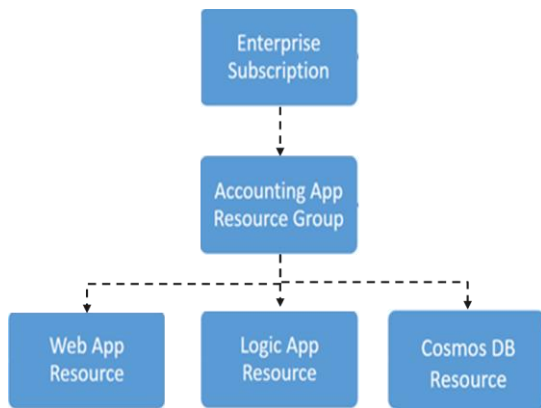 Enterprise
Subscription
Accounting App
Resource Group
Web App
Resource
Logic App
Resource
Cosmos DB
Resource